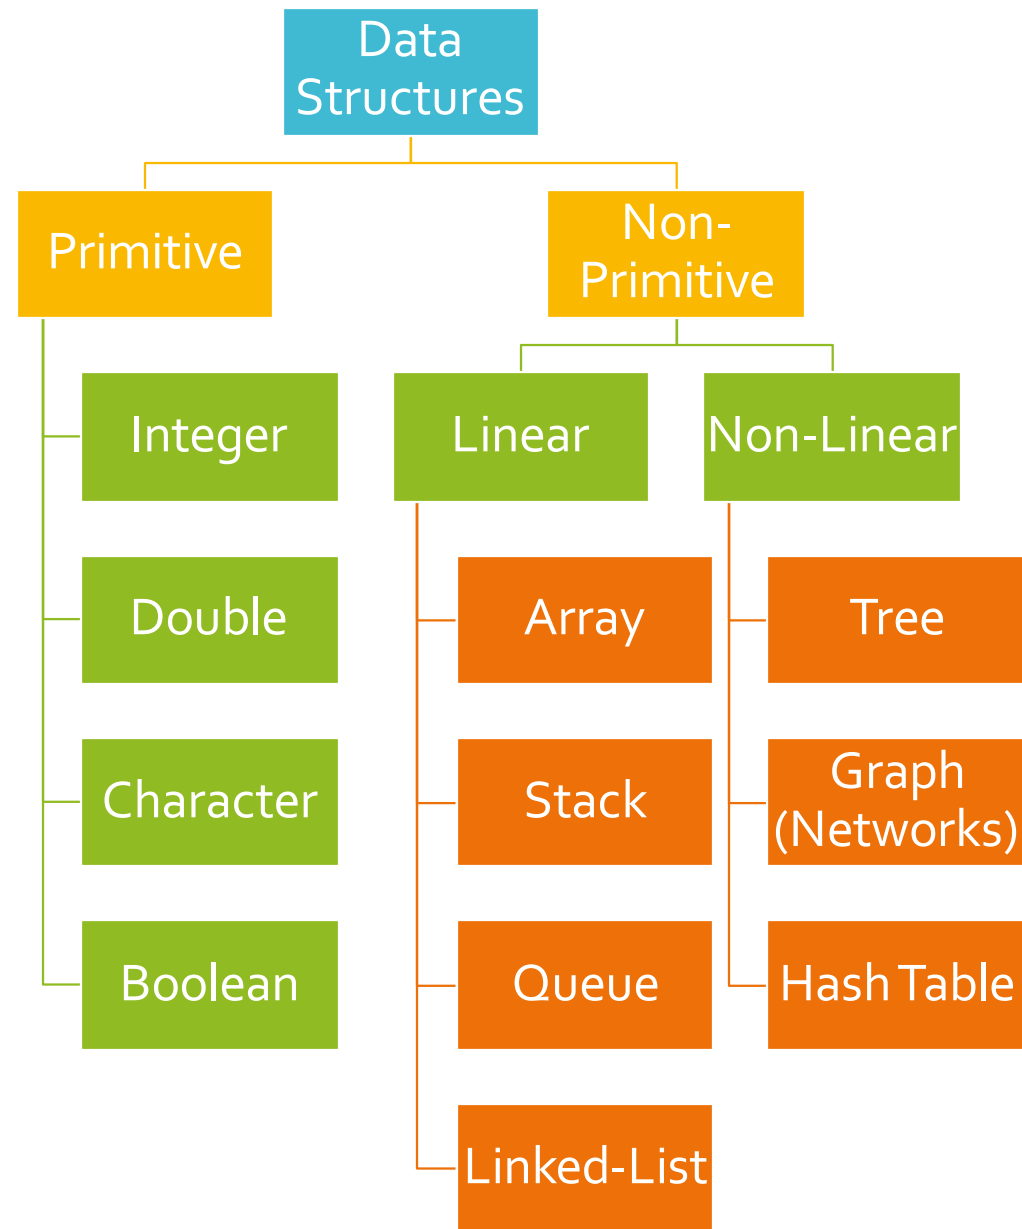 Data
Structures
Primitive
Non-
Primitive
Integer
Linear
Non-Linear
Double
Array
Tree
Character
Stack
Graph
(Networks)
Boolean
Queue
Hash Table
Linked-List